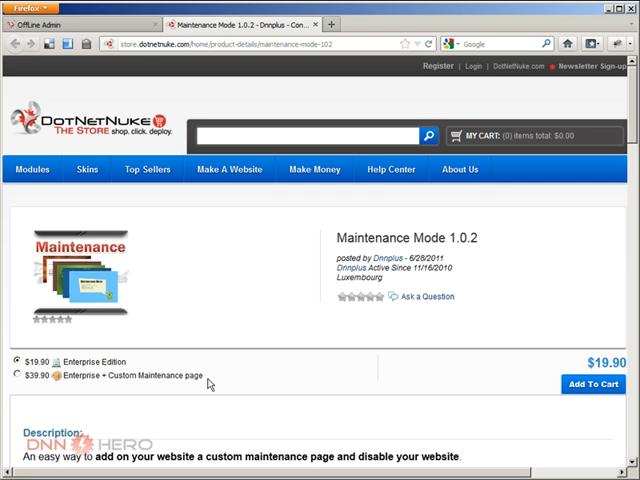 Firefox
OffLine Admin
Maintenance Mode 1.0.2 - Dnnplus - Con...
store.dotnetnuke.com/home/product-details/maintenance-mode-102
Google
Register | Login | DotNetNuke.com Newsletter Sign-up
DOTNETNUKE
THE STORE shop. click. deploy.
MY CART: (0) items total: $0.00
Modules Skins Top Sellers Make A Website Make Money Help Center About Us
Maintenance
Maintenance Mode 1.0.2
posted by Dnnplus - 6/28/2011
Dnnplus Active Since 11/16/2010
Luxembourg
Ask a Question
$19.90 Enterprise Edition
$39.90 Enterprise + Custom Maintenance page
$19.90
Add To Cart
Description:
DNN HERO
An easy way to add on your website a custom maintenance page and disable your website.